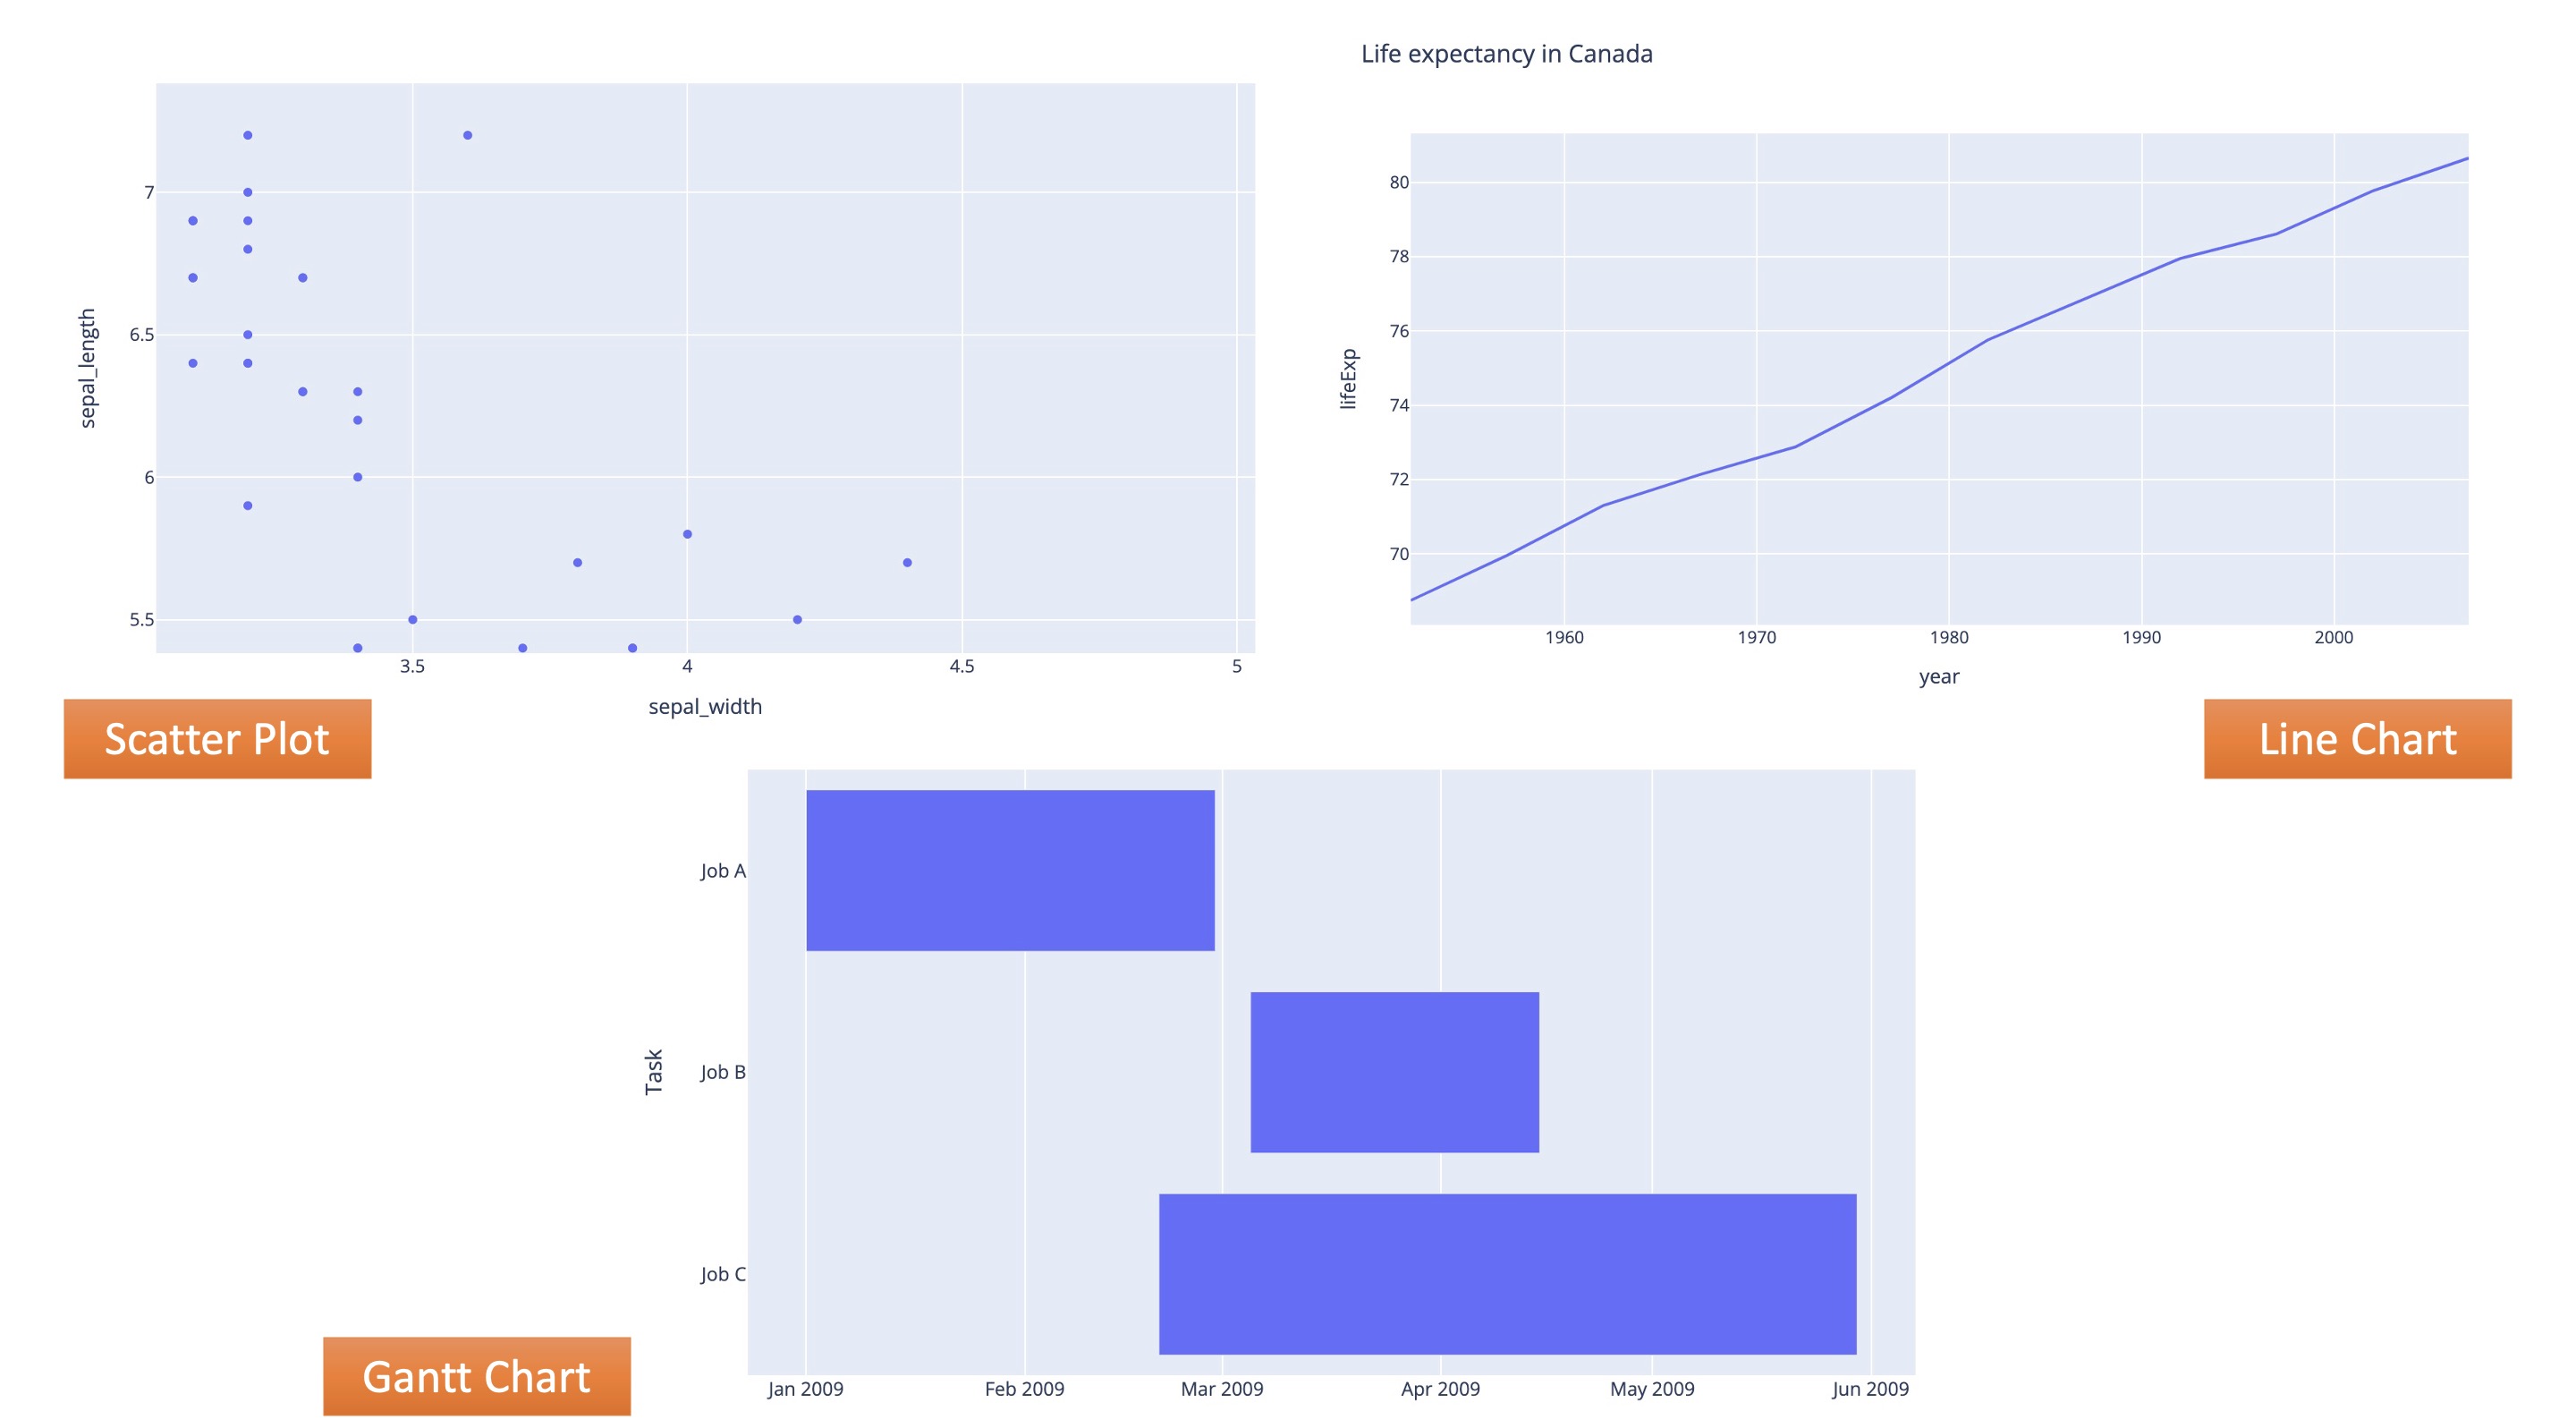 Life expectancy in Canada
7
6.5
6
5.5
sepal_length
3.5 4 4.5 5
sepal_width
80
78
76
74
72
70
lifeExp
1960 1970 1980 1990 2000
year
Scatter Plot
Line Chart
Job A
Job B
Job C
Task
Jan 2009 Feb 2009 Mar 2009 Apr 2009 May 2009 Jun 2009
Gantt Chart